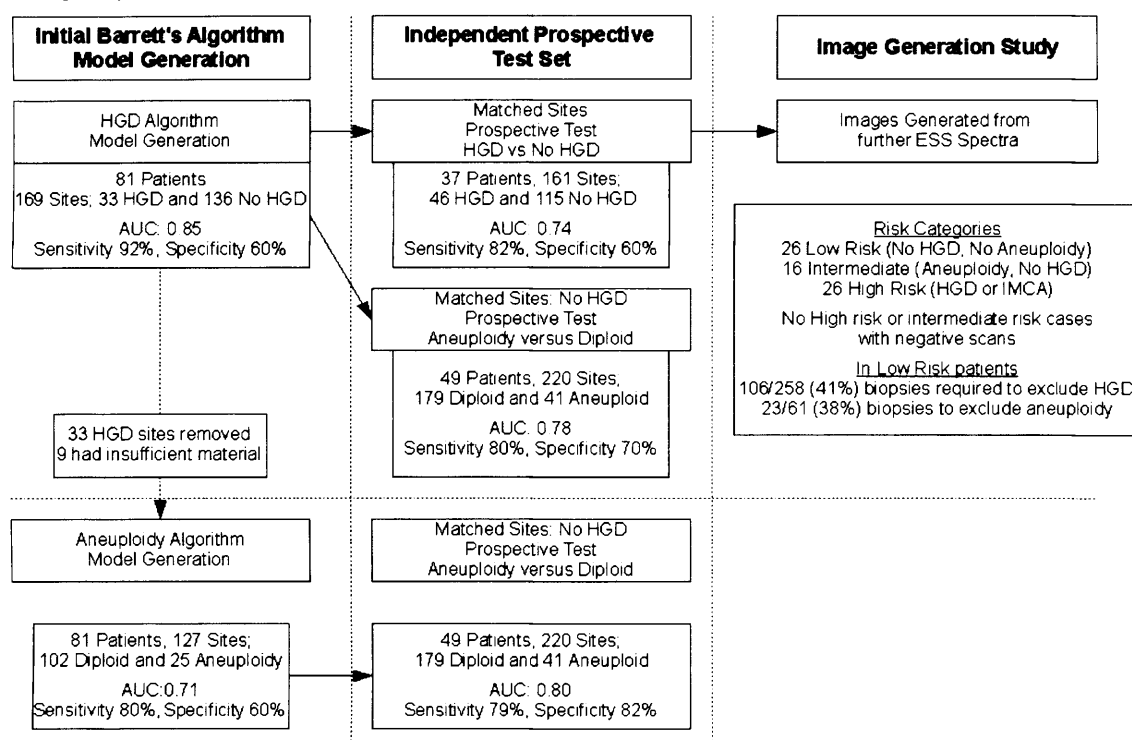 Initial Barrett's Algorithm
Model Generation
Independent Prospective
Test Set
Image Generation Study
HGD Algorithm
Model Generation
81 Patients
169 Sites; 33 HGD and 136 No HGD
AUC: 0.85
Sensitivity 92%, Specificity 60%
Matched Sites
Prospective Test
HGD vs No HGD
37 Patients, 161 Sites;
46 HGD and 115 No HGD
AUC: 0.74
Sensitivity 82%, Specificity 60%
Images Generated from
further ESS Spectra
Risk Categories
26 Low Risk (No HGD, No Aneuploidy)
16 Intermediate (Aneuploidy, No HGD)
26 High Risk (HGD or IMCA)
No High risk or intermediate risk cases
with negative scans
In Low Risk patients
106/258 (41%) biopsies required to exclude HGD
23/61 (38%) biopsies to exclude aneuploidy
Matched Sites: No HGD
Prospective Test
Aneuploidy versus Diploid
49 Patients, 220 Sites;
179 Diploid and 41 Aneuploid
AUC: 0.78
Sensitivity 80%, Specificity 70%
33 HGD sites removed
9 had insufficient material
Aneuploidy Algorithm
Model Generation
Matched Sites: No HGD
Prospective Test
Aneuploidy versus Diploid
81 Patients, 127 Sites;
102 Diploid and 25 Aneuploidy
AUC:0.71
Sensitivity 80%, Specificity 60%
49 Patients, 220 Sites;
179 Diploid and 41 Aneuploid
AUC: 0.80
Sensitivity 79%, Specificity 82%